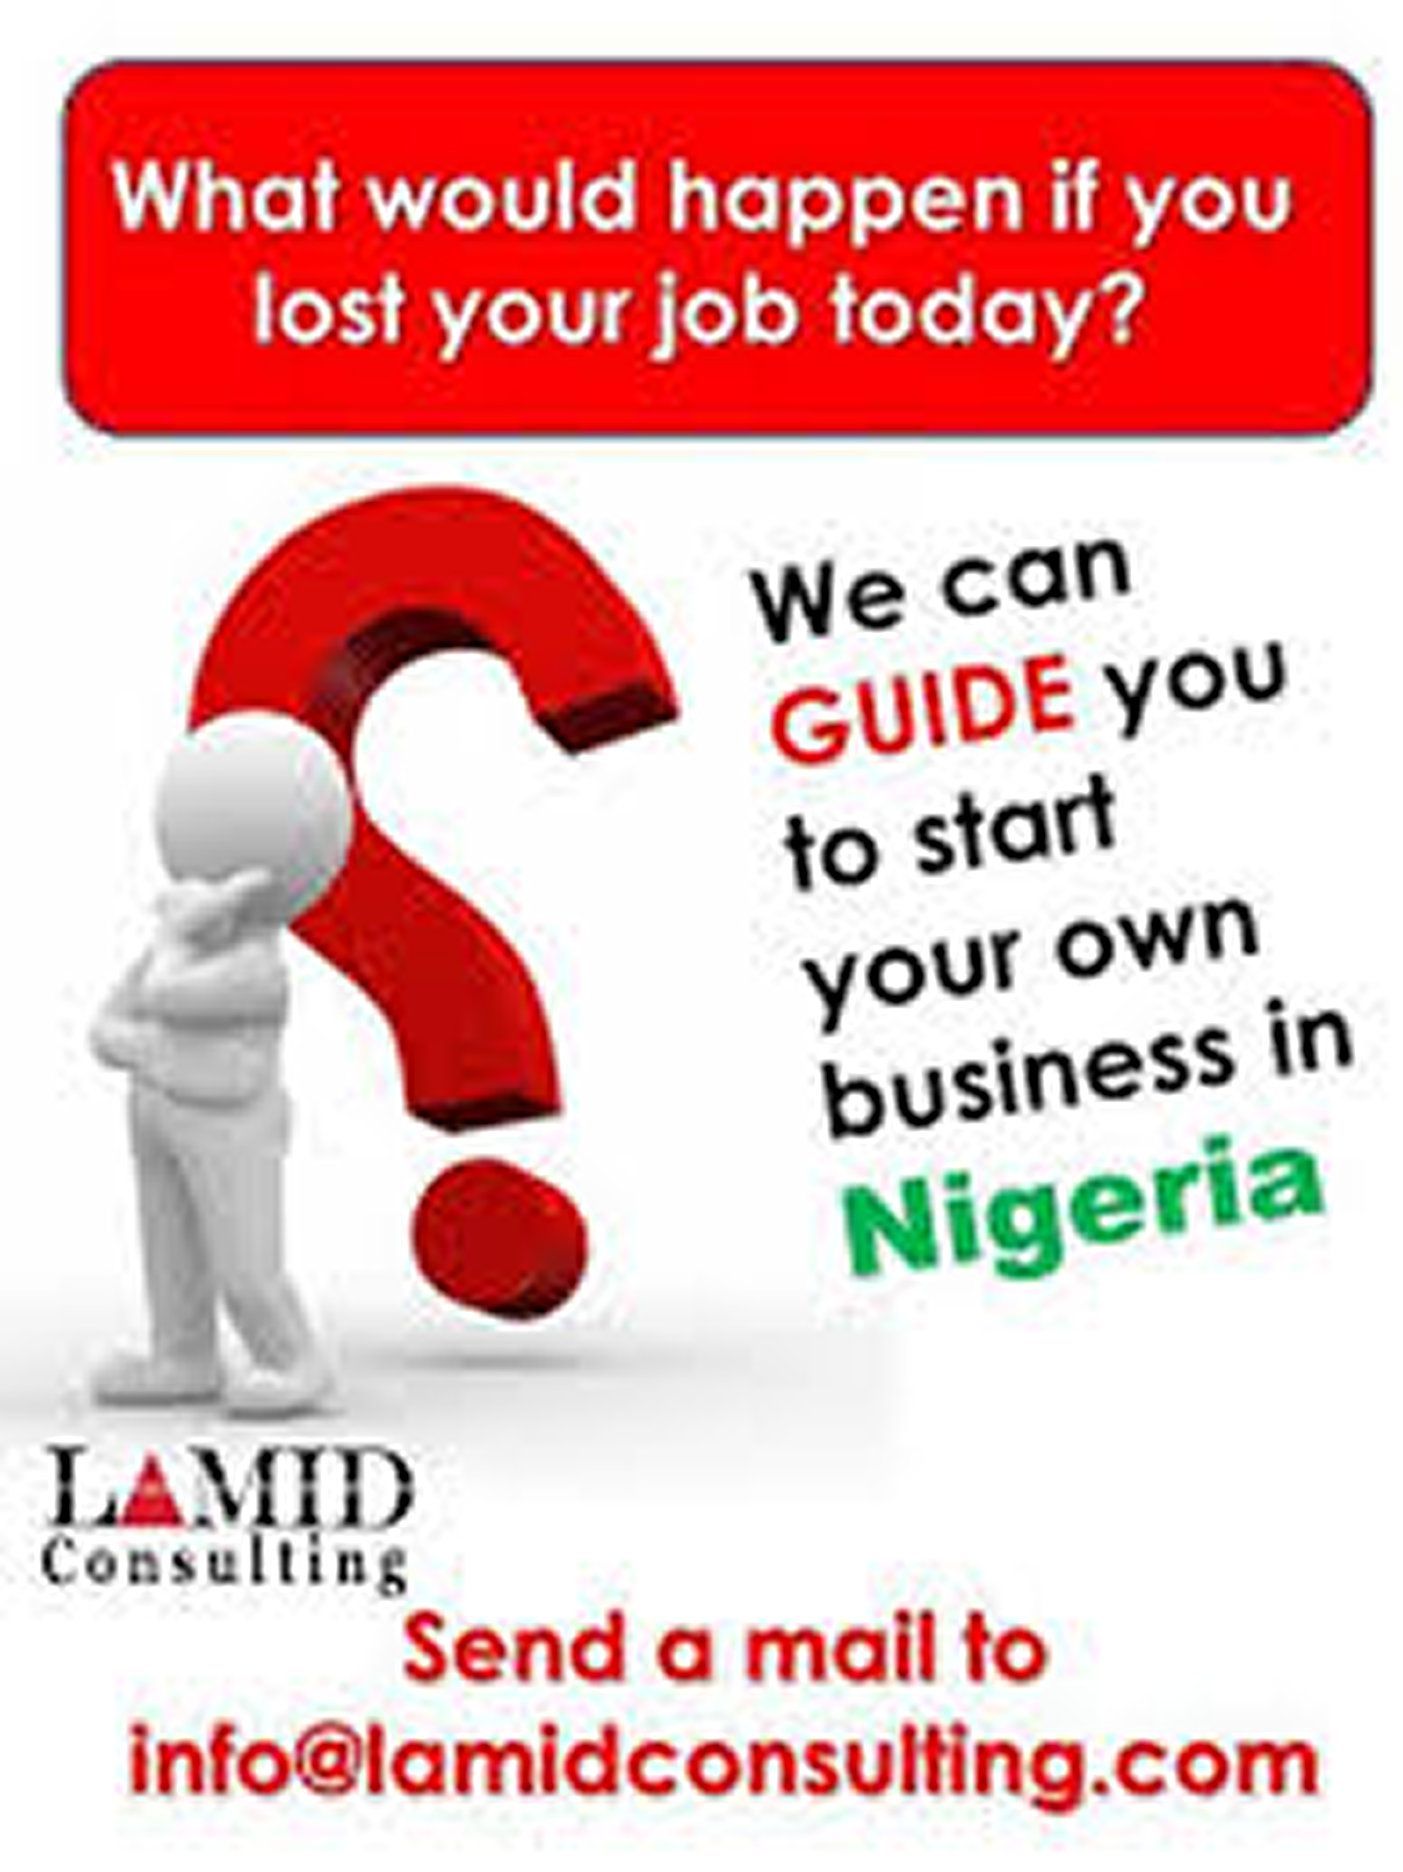 What would happen if you
lost your job today?
We can
GUIDE you
to start
your own
business in
Nigeria
LAMID
Consulting
Send a mail to
info@lamidconsulting.com